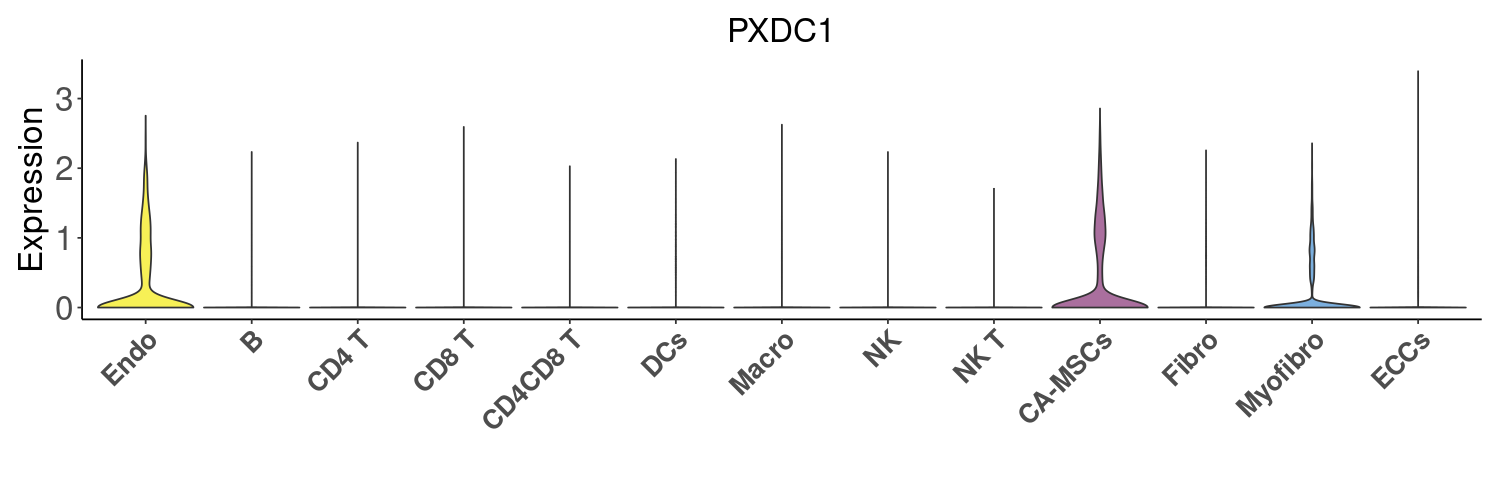 PXDC1
Expression
3
2
1
0
Endo
B
CD4 T
CD8 T
CD4CD8 T
DCs
Macro
NK
NK T
CA-MSCs
Fibro
Myofibro
ECCs